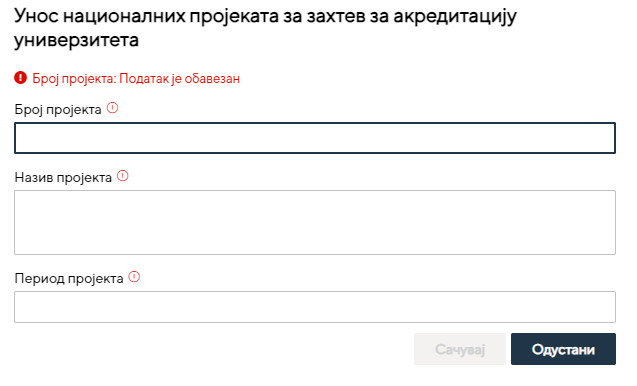 Унос националних пројеката за захтев за акредитацију
универзитета
Број пројекта: Податак је обавезан
Број пројекта
Назив пројекта
Период пројекта
Сачувај
Одустани